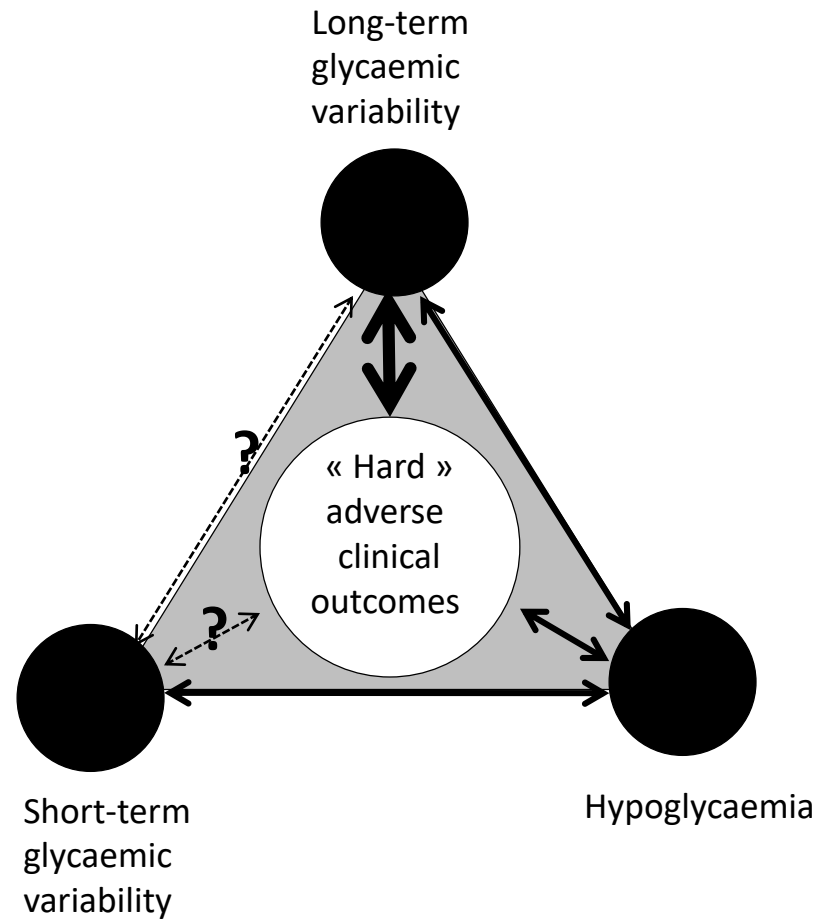 Long-term
glycaemic
variability
?
« Hard »
adverse
clinical
outcomes
?
Short-term
glycaemic
variability
Hypoglycaemia